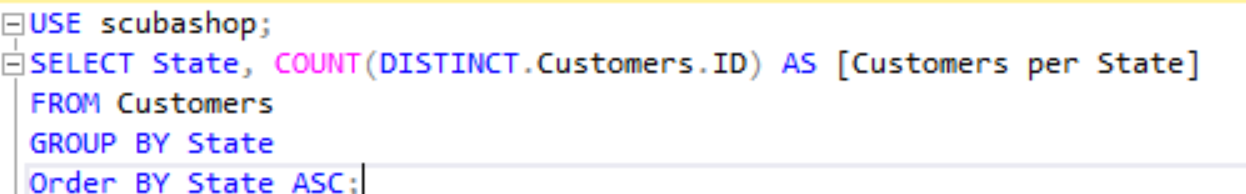 USE scubashop;
SELECT State, COUNT(DISTINCT.Customers.ID) AS [Customers per State]
FROM Customers
GROUP BY State
Order BY State ASC;